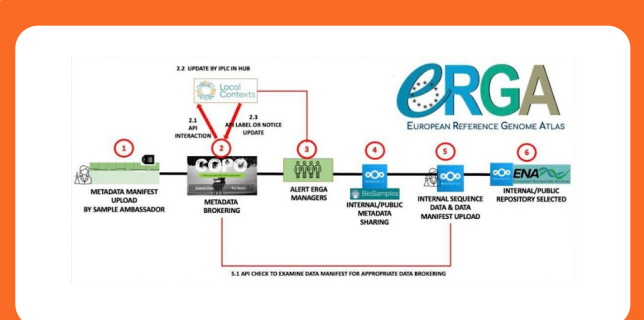 2.2 UPDATE BY IPLC IN HUB
Local
Contexts
2.1
API
INTERACTION
2.3
API LABEL OR NOTICE
UPDATE
eRGA
EUROPEAN REFERENCE GENOME ATLAS
1
2
3
4
5
6
METADATA MANIFEST
UPLOAD
BY SAMPLE AMBASSADOR
COPO
METADATA
BROKERING
ALERT ERGA
MANAGERS
BioSamples
INTERNAL/PUBLIC
METADATA
SHARING
INTERNAL SEQUENCE
DATA & DATA
MANIFEST UPLOAD
ENA
INTERNAL/PUBLIC
REPOSITORY SELECTED
5.1 API CHECK TO EXAMINE DATA MANIFEST FOR APPROPRIATE DATA BROKERING